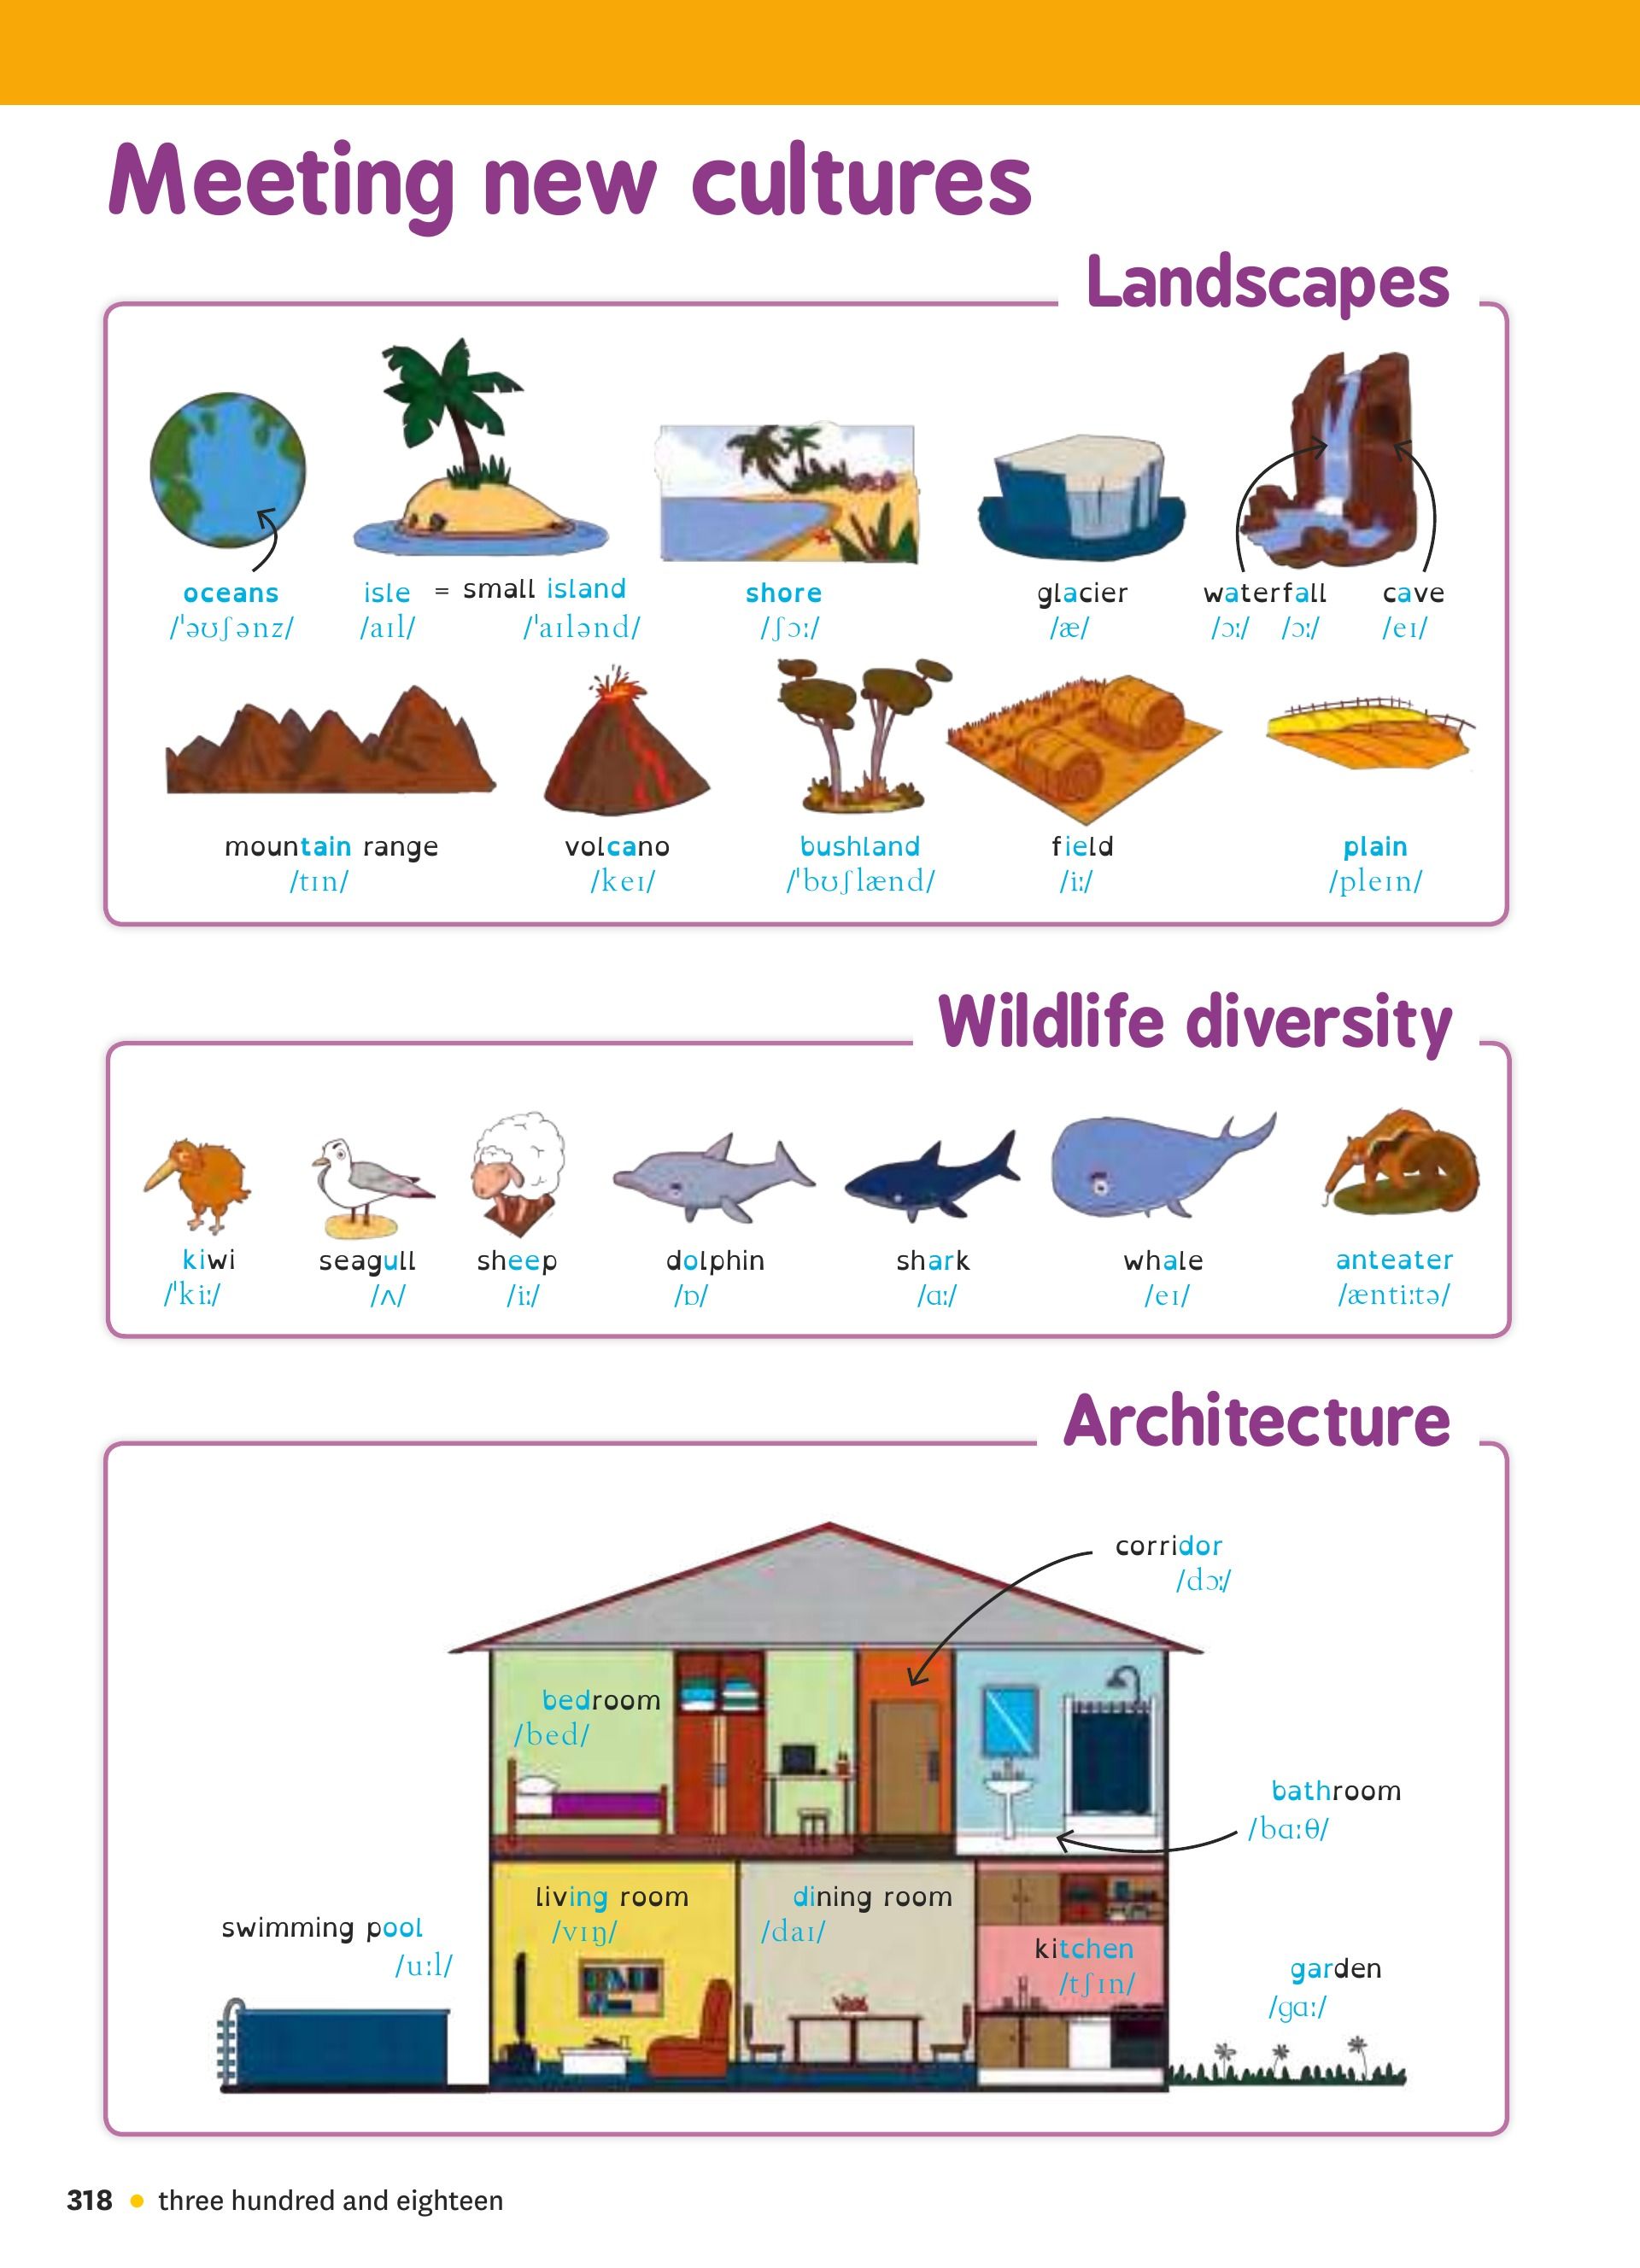 Meeting new cultures
Landscapes
oceans
/ˈəʊʃənz/
isle = small island
/aɪl/ /ˈaɪlənd/
shore
/ʃɔː/
glacier
/æ/
waterfall
/ɔː/ /ɔː/
cave
/eɪ/
mountain range
/tɪn/
volcano
/keɪ/
bushland
/ˈbʊʃlænd/
field
/iː/
plain
/pleɪn/
Wildlife diversity
kiwi
/ˈkiː/
seagull
/ʌ/
sheep
/iː/
dolphin
/ɒ/
shark
/ɑː/
whale
/eɪ/
anteater
/æntiːtə/
Architecture
corridor
/dɔː/
bedroom
/bed/
bathroom
/bɑːθ/
living room
/vɪŋ/
dining room
/daɪ/
kitchen
/tʃɪn/
swimming pool
/uːl/
garden
/gɑː/
318 • three hundred and eighteen